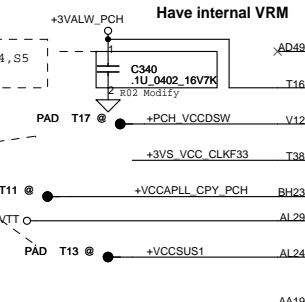 Have internal VRM
+3VALW_PCH
AD49
4,S5
1
C340
.1U_0402_16V7K
T16
2
R02 Modify
PAD T17 @ +PCH_VCCDSW V12
+3VS_VCC_CLKF33 T38
T11 @ +VCCAPLL_CPY_PCH BH23
VTT AL29
PAD T13 @ +VCCSUS1 AL24
AA19